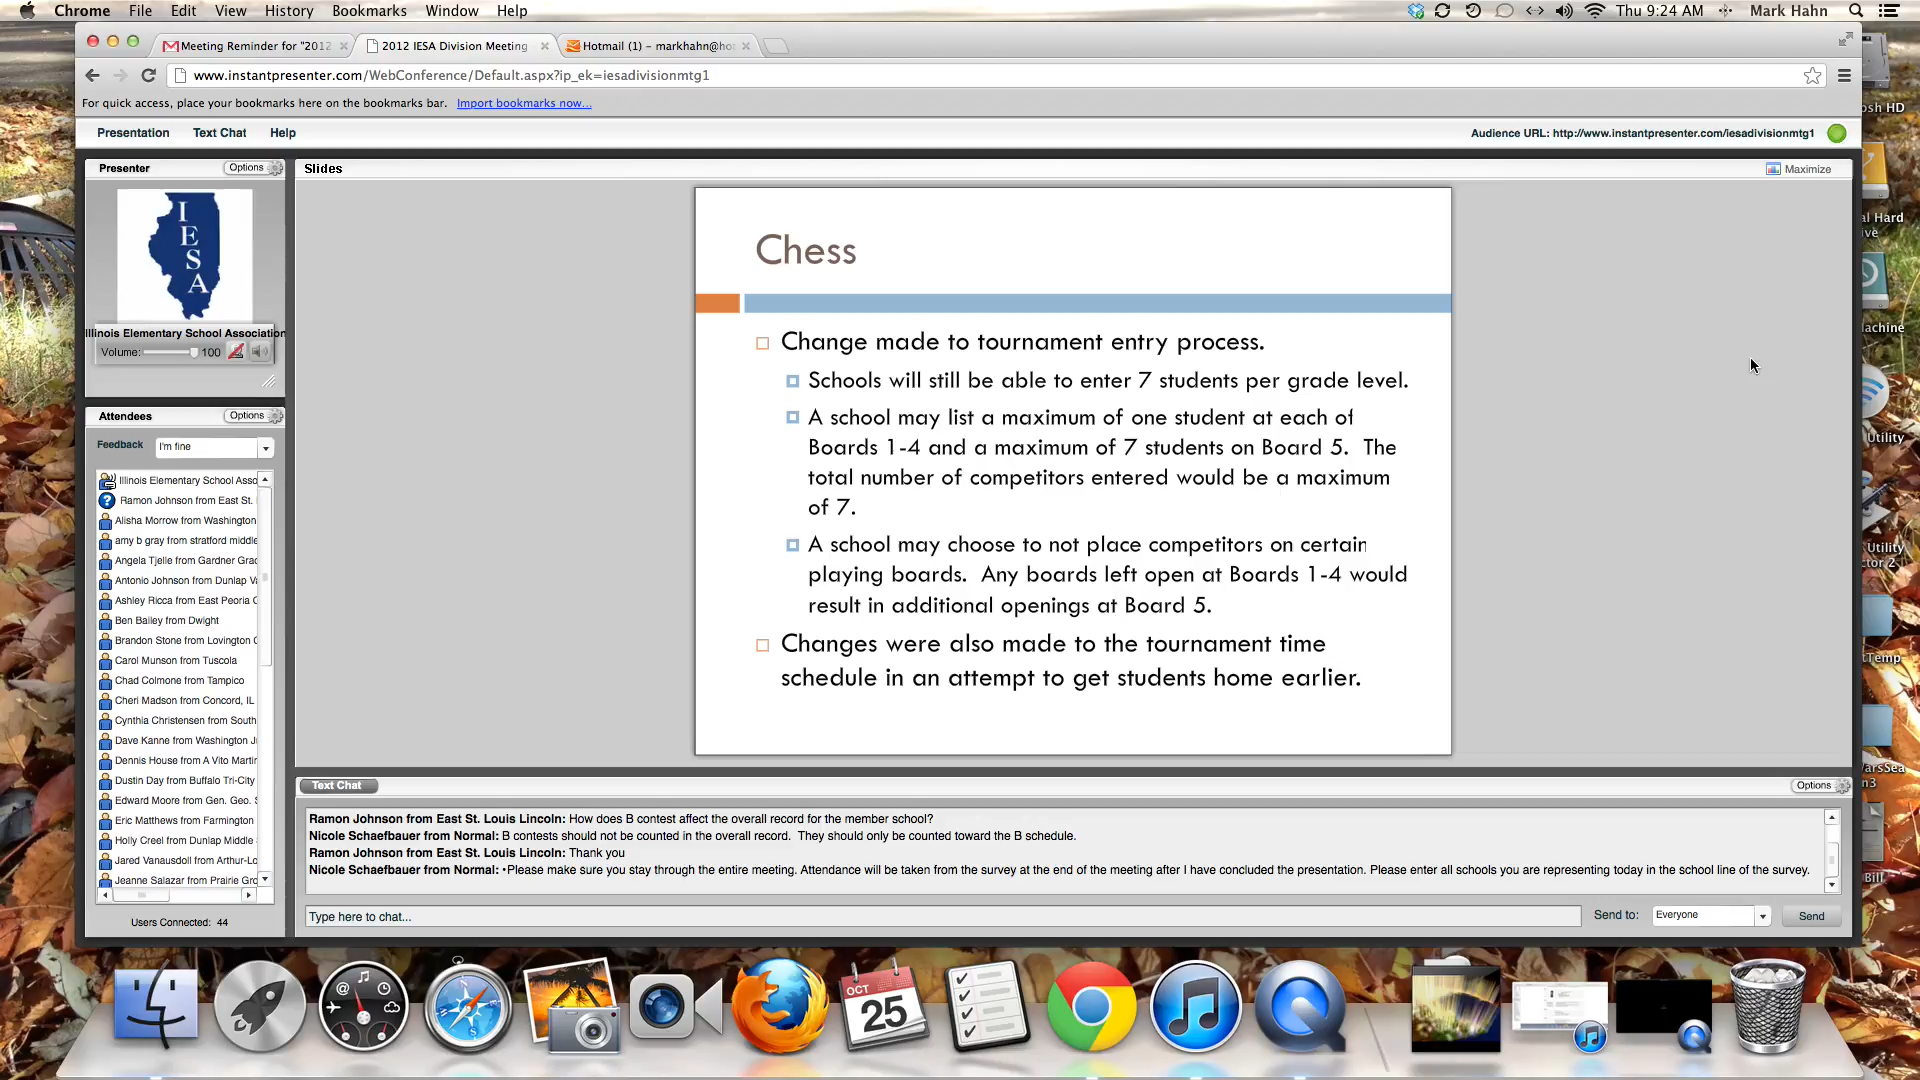 Chrome File Edit View History Bookmarks Window Help Thu 9:24 AM Mark Hahn
Meeting Reminder for "2012 2012 IESA Division Meeting Hotmail (1) – markhahn@ho
www.instantpresenter.com/WebConference/Default.aspx?ip_ek=iesadivisionmtg1
For quick access, place your bookmarks here on the bookmarks bar. Import bookmarks now...
Presentation Text Chat Help Audience URL: http://www.instantpresenter.com/iesadivisionmtg1
Presenter Options
I
E
S
A
Illinois Elementary School Association
Volume: 100
Attendees Options
Feedback I'm fine
Illinois Elementary School Asso
Ramon Johnson from East St.
Alisha Morrow from Washington
amy b gray from stratford middle
Angela Tjelle from Gardner Grad
Antonio Johnson from Dunlap Va
Ashley Ricca from East Peoria C
Ben Bailey from Dwight
Brandon Stone from Lovington C
Carol Munson from Tuscola
Chad Colmone from Tampico
Cheri Madson from Concord, IL
Cynthia Christensen from South
Dave Kanne from Washington J
Dennis House from A Vito Martin
Dustin Day from Buffalo Tri-City
Edward Moore from Gen. Geo. S
Eric Matthews from Farmington
Holly Creel from Dunlap Middle
Jared Vanausdoll from Arthur-Lo
Jeanne Salazar from Prairie Gro
Users Connected: 44
Slides Maximize
Chess
Change made to tournament entry process.
Schools will still be able to enter 7 students per grade level.
A school may list a maximum of one student at each of
Boards 1-4 and a maximum of 7 students on Board 5. The
total number of competitors entered would be a maximum
of 7.
A school may choose to not place competitors on certain
playing boards. Any boards left open at Boards 1-4 would
result in additional openings at Board 5.
Changes were also made to the tournament time
schedule in an attempt to get students home earlier.
Text Chat Options
Ramon Johnson from East St. Louis Lincoln: How does B contest affect the overall record for the member school?
Nicole Schaefbauer from Normal: B contests should not be counted in the overall record. They should only be counted toward the B schedule.
Ramon Johnson from East St. Louis Lincoln: Thank you
Nicole Schaefbauer from Normal: •Please make sure you stay through the entire meeting. Attendance will be taken from the survey at the end of the meeting after I have concluded the presentation. Please enter all schools you are representing today in the school line of the survey.
Type here to chat... Send to: Everyone Send
osh HD
al Hard
ive
achine
Utility
Utility
ctor 2
tTemp
WarsSea
n3
Bill
OCT
25